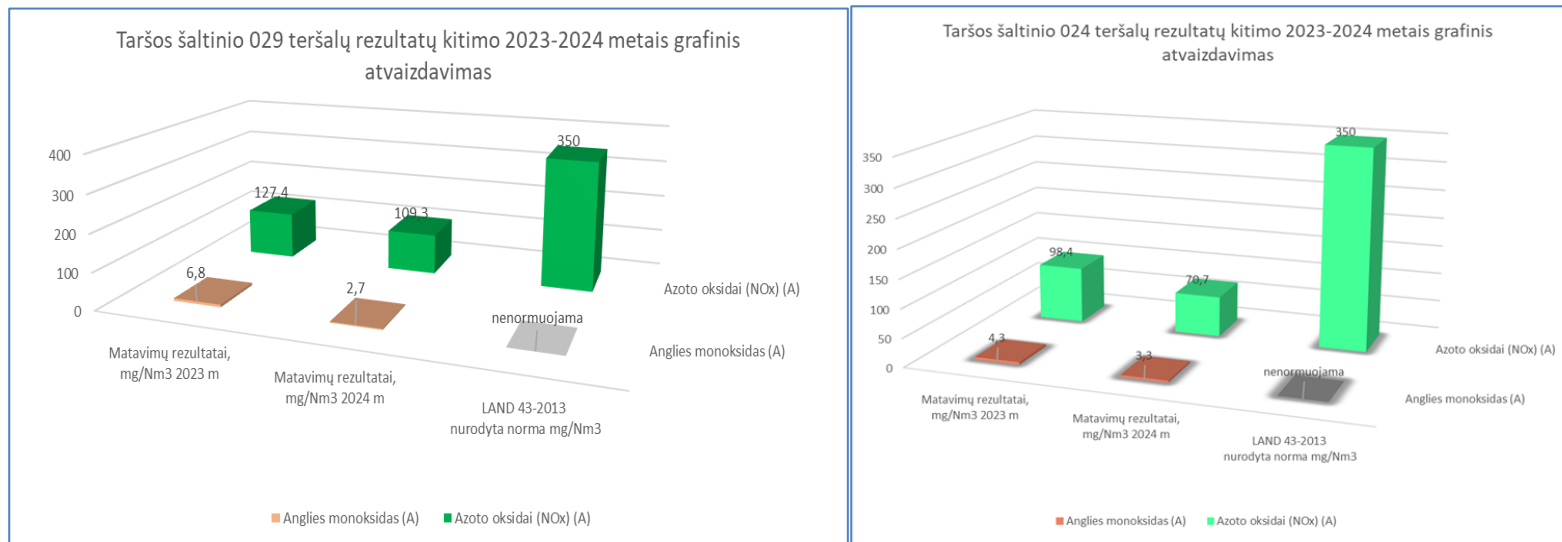 Taršos šaltinio 029 teršalų rezultatų kitimo 2023-2024 metais grafinis
atvaizdavimas
400
300
200
100
0
127,4
109,3
350
6,8
2,7
nenormuojama
Azoto oksidai (NOx) (A)
Anglies monoksidas (A)
Matavimų rezultatai,
mg/Nm3 2023 m
Matavimų rezultatai,
mg/Nm3 2024 m
LAND 43-2013
nurodyta norma mg/Nm3
Anglies monoksidas (A)
Azoto oksidai (NOx) (A)
Taršos šaltinio 024 teršalų rezultatų kitimo 2023-2024 metais grafinis
atvaizdavimas
350
300
250
200
150
100
50
0
98,4
70,7
350
4,3
3,3
nenormuojama
Azoto oksidai (NOx) (A)
Anglies monoksidas (A)
Matavimų rezultatai,
mg/Nm3 2023 m
Matavimų rezultatai,
mg/Nm3 2024 m
LAND 43-2013
nurodyta norma mg/Nm3
Anglies monoksidas (A)
Azoto oksidai (NOx) (A)